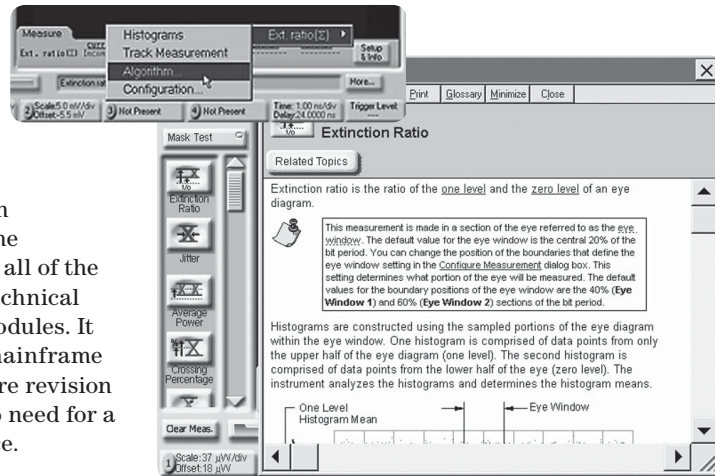 Measure
Histograms
Ext. ratio(Σ)
Track Measurement
Setup & Info
Algorithm...
Configuration...
More...
2) Scale:5.0 mV/div
Offset:-5.5 mV
3) Not Present
4) Not Present
Time: 1.00 ns/div
Delay:24.0000 ns
Trigger Level:
---
Print Glossary Minimize Close
Mask Test
Extinction Ratio
Related Topics
Extinction ratio is the ratio of the one level and the zero level of an eye
diagram.
This measurement is made in a section of the eye referred to as the eye
window. The default value for the eye window is the central 20% of the
bit period. You can change the position of the boundaries that define the
eye window setting in the Configure Measurement dialog box. This
setting determines what portion of the eye will be measured. The default
values for the boundary positions of the eye window are the 40% (Eye
Window 1) and 60% (Eye Window 2) sections of the bit period.
Histograms are constructed using the sampled portions of the eye diagram
within the eye window. One histogram is comprised of data points from only
the upper half of the eye diagram (one level). The second histogram is
comprised of data points from the lower half of the eye (zero level). The
instrument analyzes the histograms and determines the histogram means.
One Level
Histogram Mean
Eye Window
Extinction
Ratio
Jitter
Average
Power
Crossing
Percentage
Clear Meas.
1) Scale:37 µW/div
Offset:18 µW
all of the
chnical
odules. It
mainframe
re revision
o need for a
ce.